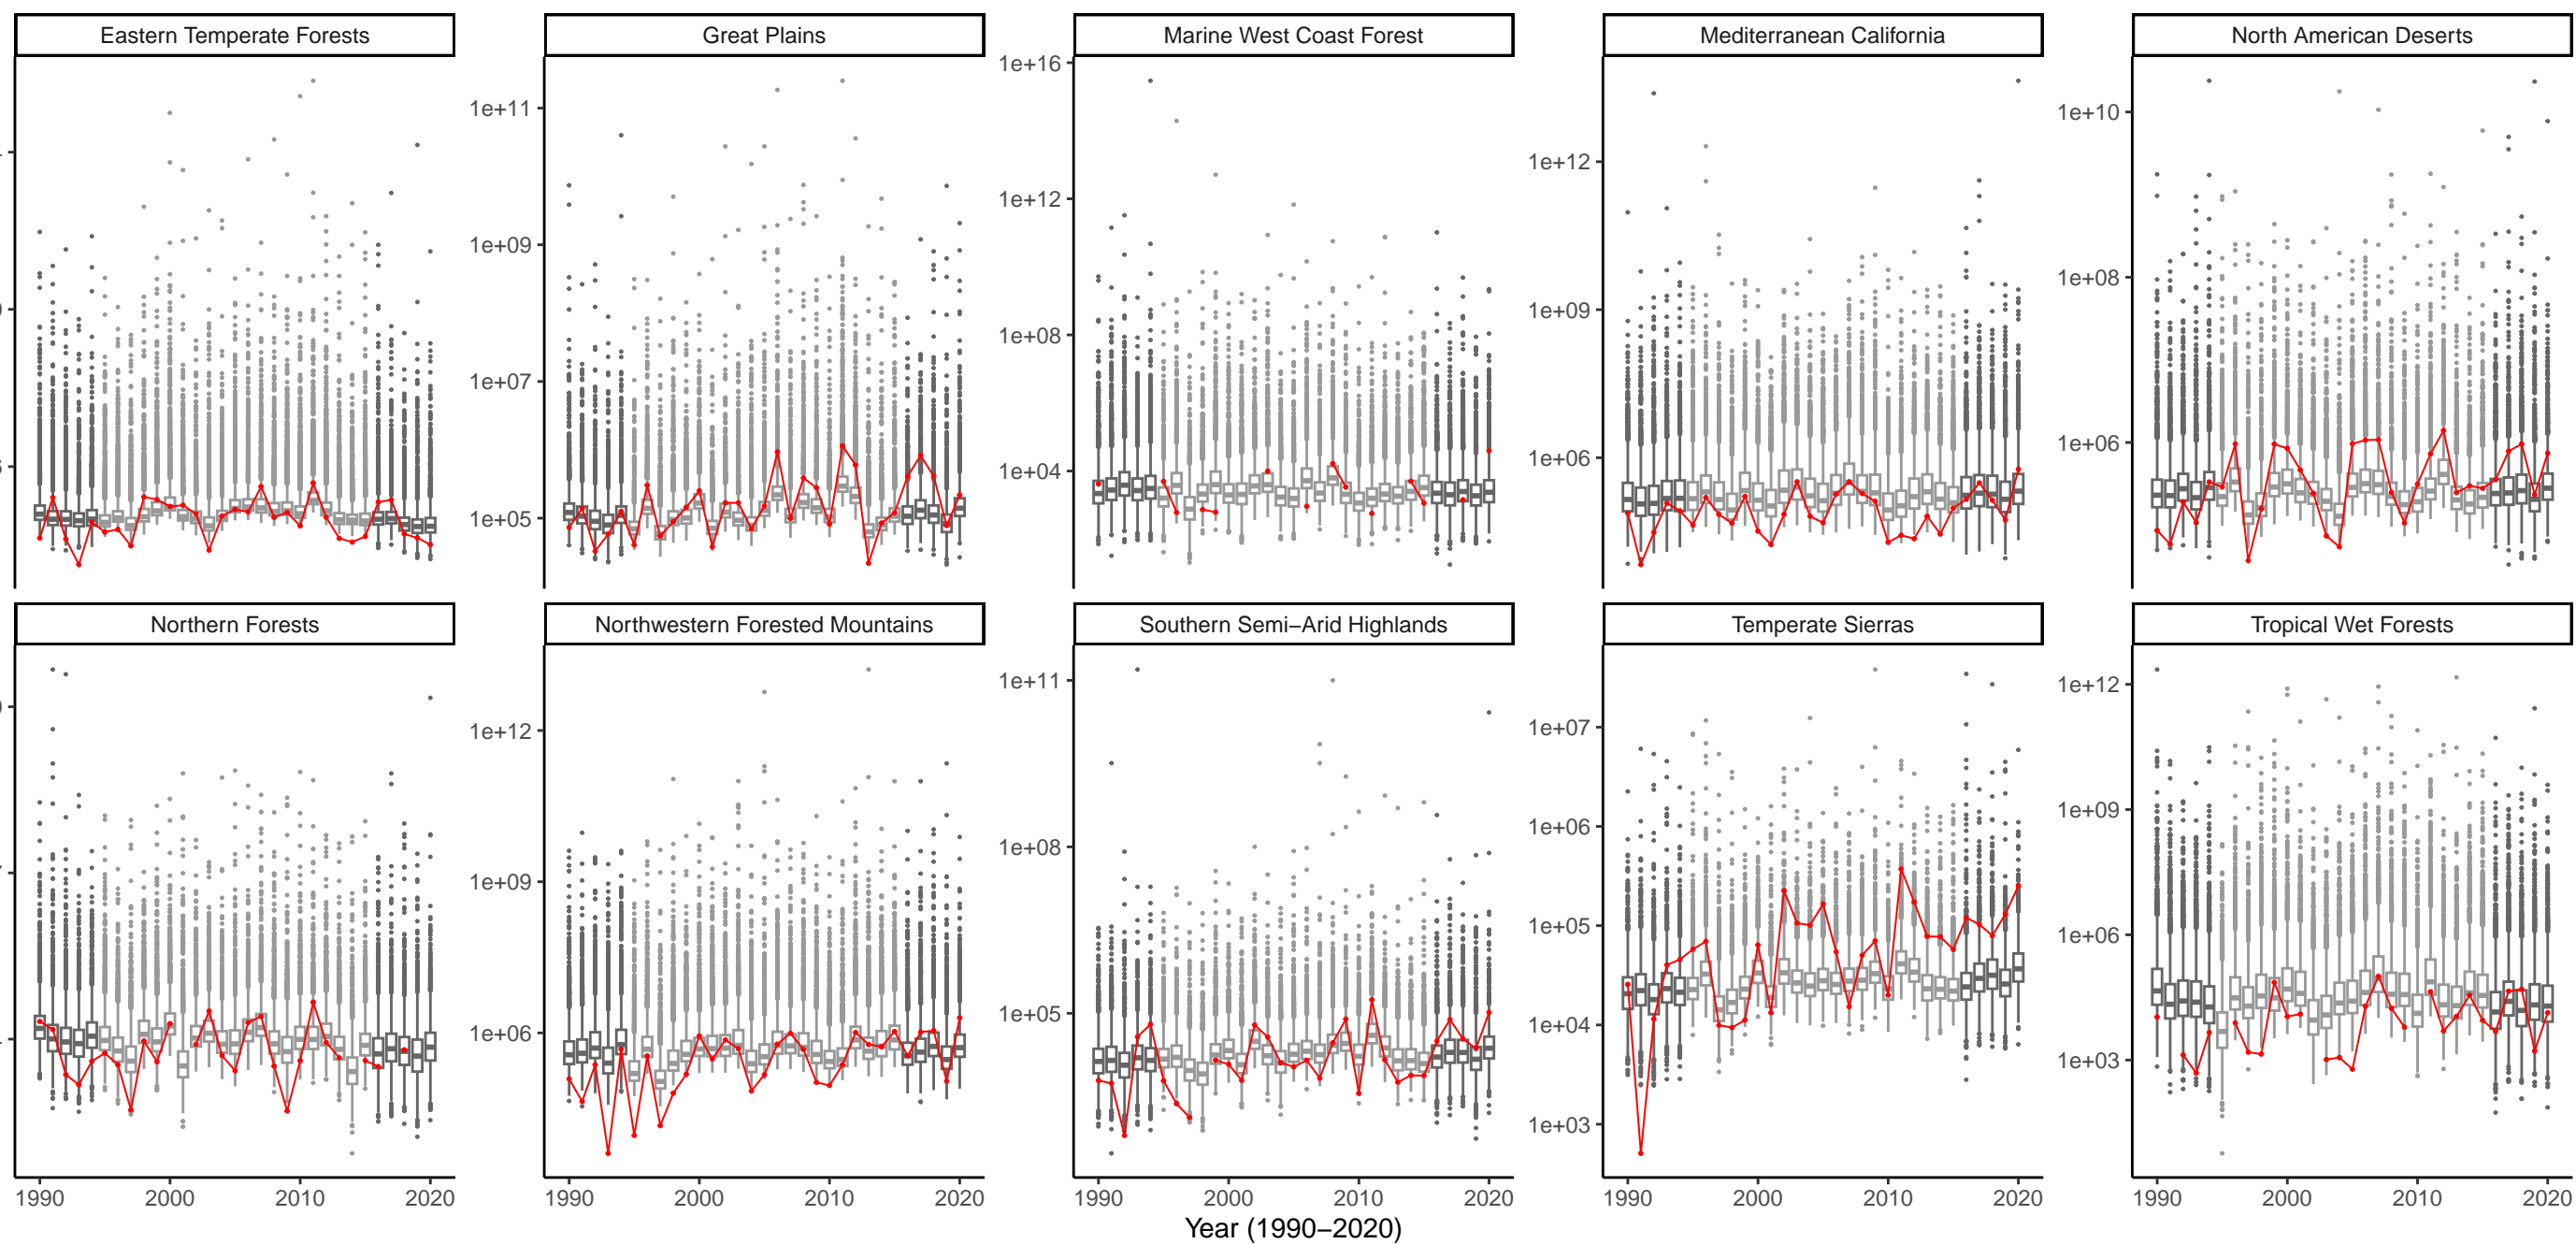 Eastern Temperate Forests
Great Plains
Marine West Coast Forest
Mediterranean California
North American Deserts
1e+11
1e+09
1e+07
1e+05
1e+16
1e+12
1e+08
1e+04
1e+12
1e+09
1e+06
1e+10
1e+08
1e+06
Northern Forests
Northwestern Forested Mountains
Southern Semi−Arid Highlands
Temperate Sierras
Tropical Wet Forests
1e+12
1e+09
1e+06
1e+11
1e+08
1e+05
1e+07
1e+06
1e+05
1e+04
1e+03
1e+12
1e+09
1e+06
1e+03
1990 2000 2010 2020
1990 2000 2010 2020
1990 2000 2010 2020
1990 2000 2010 2020
1990 2000 2010 2020
Year (1990−2020)